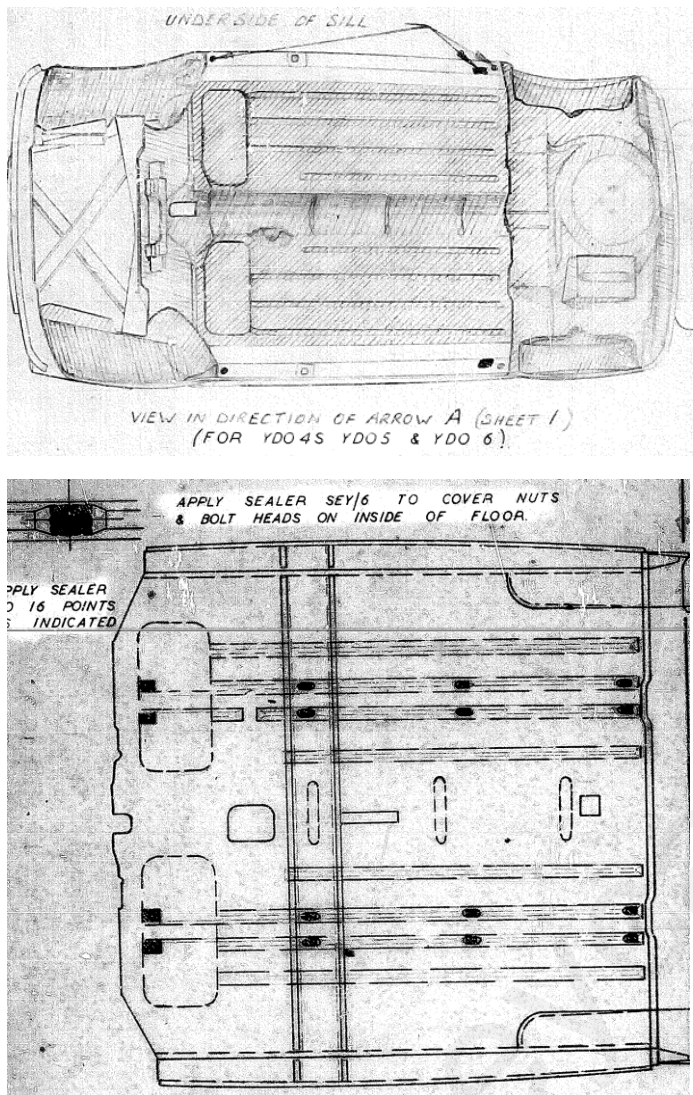 UNDERSIDE OF SILL
VIEW IN DIRECTION OF ARROW A (SHEET 1)
(FOR YDO4S YDO5 & YDO 6)
APPLY SEALER SEY/6 TO COVER NUTS
& BOLT HEADS ON INSIDE OF FLOOR.
PPLY SEALER
O 16 POINTS
S INDICATED